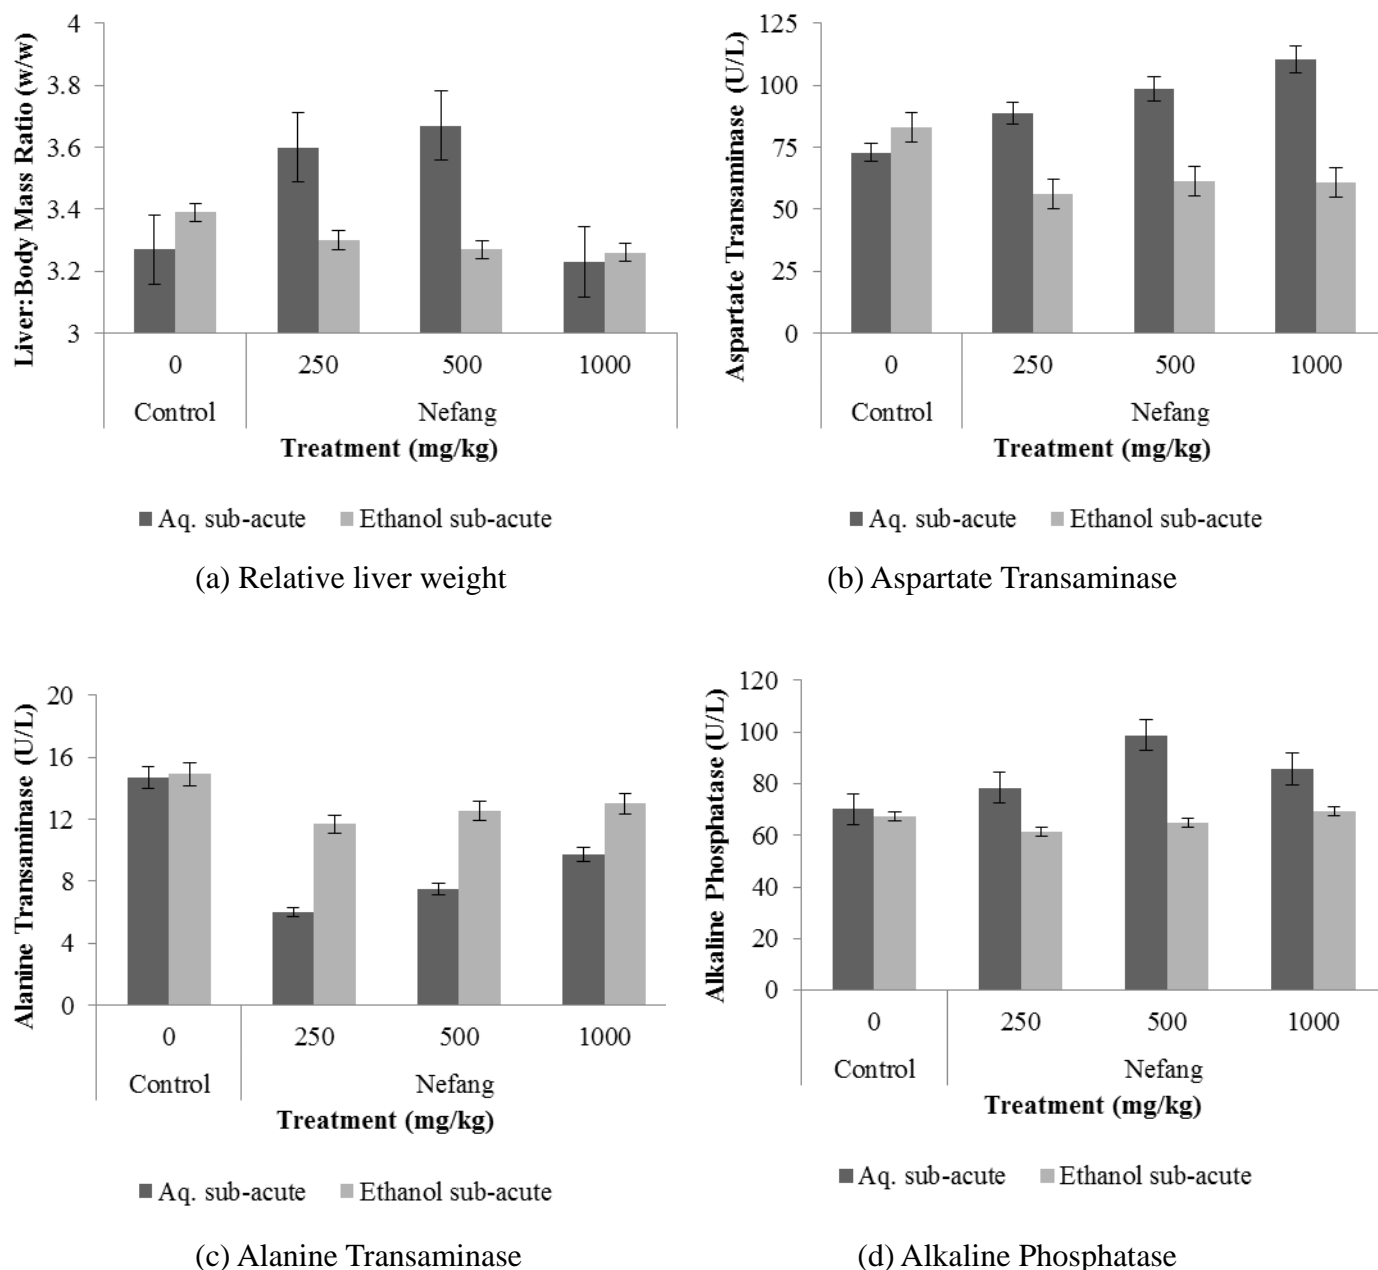 Liver:Body Mass Ratio (w/w)
4
3.8
3.6
3.4
3.2
3
0 250 500 1000
Control Nefang
Treatment (mg/kg)
Aq. sub-acute Ethanol sub-acute
(a) Relative liver weight
Aspartate Transaminase (U/L)
125
100
75
50
25
0
0 250 500 1000
Control Nefang
Treatment (mg/kg)
Aq. sub-acute Ethanol sub-acute
(b) Aspartate Transaminase
Alanine Transaminase (U/L)
20
16
12
8
4
0
0 250 500 1000
Control Nefang
Treatment (mg/kg)
Aq. sub-acute Ethanol sub-acute
(c) Alanine Transaminase
Alkaline Phosphatase (U/L)
120
100
80
60
40
20
0
0 250 500 1000
Control Nefang
Treatment (mg/kg)
Aq. sub-acute Ethanol sub-acute
(d) Alkaline Phosphatase